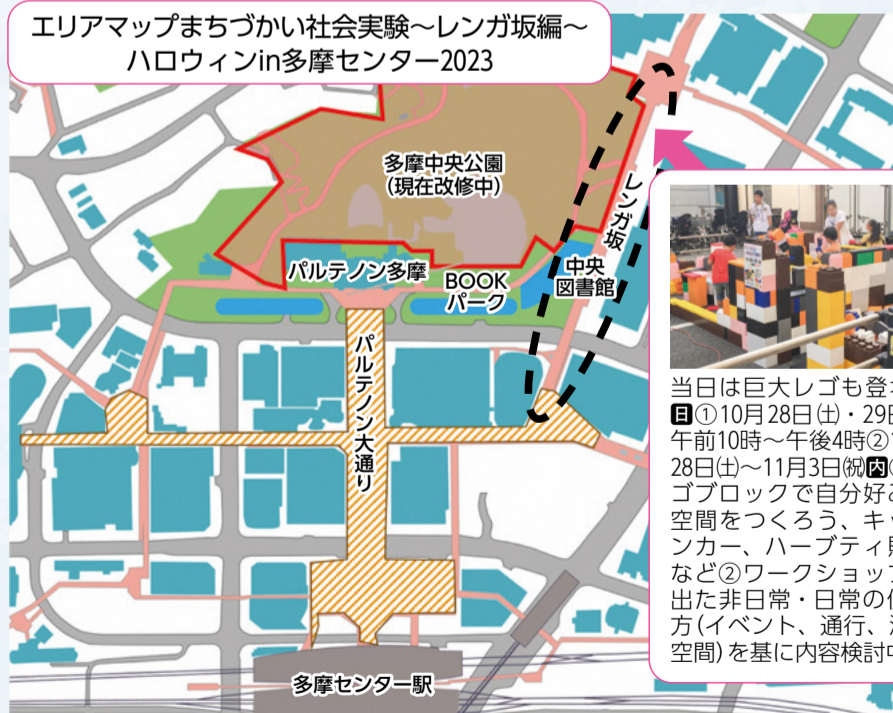 エリアマップまちづかい社会実験～レンガ坂編～
ハロウィンin多摩センター2023
多摩中央公園
(現在改修中)
レンガ坂
パルテノン多摩
BOOK
パーク
中央
図書館
パルテノン大通り
多摩センター駅
当日は巨大レゴも登
日①10月28日㈯・29
午前10時～午後4時②
28日㈯～11月3日㈷内
ゴブロックで自分好
空間をつくろう、キ
ンカー、ハーブティ
など②ワークショッ
出た非日常・日常の
方(イベント、通行、
空間)を基に内容検討